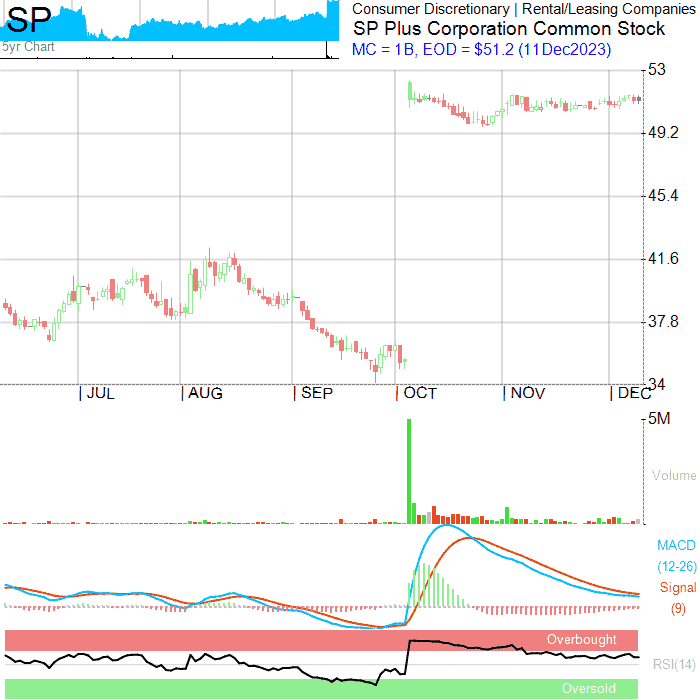 SP
5yr Chart
Consumer Discretionary | Rental/Leasing Companies
SP Plus Corporation Common Stock
MC = 1B, EOD = $51.2 (11Dec2023)
53
49.2
45.4
41.6
37.8
34
JUL
AUG
SEP
OCT
NOV
DEC
5M
Volume
MACD
(12-26)
Signal
(9)
Overbought
RSI(14)
Oversold